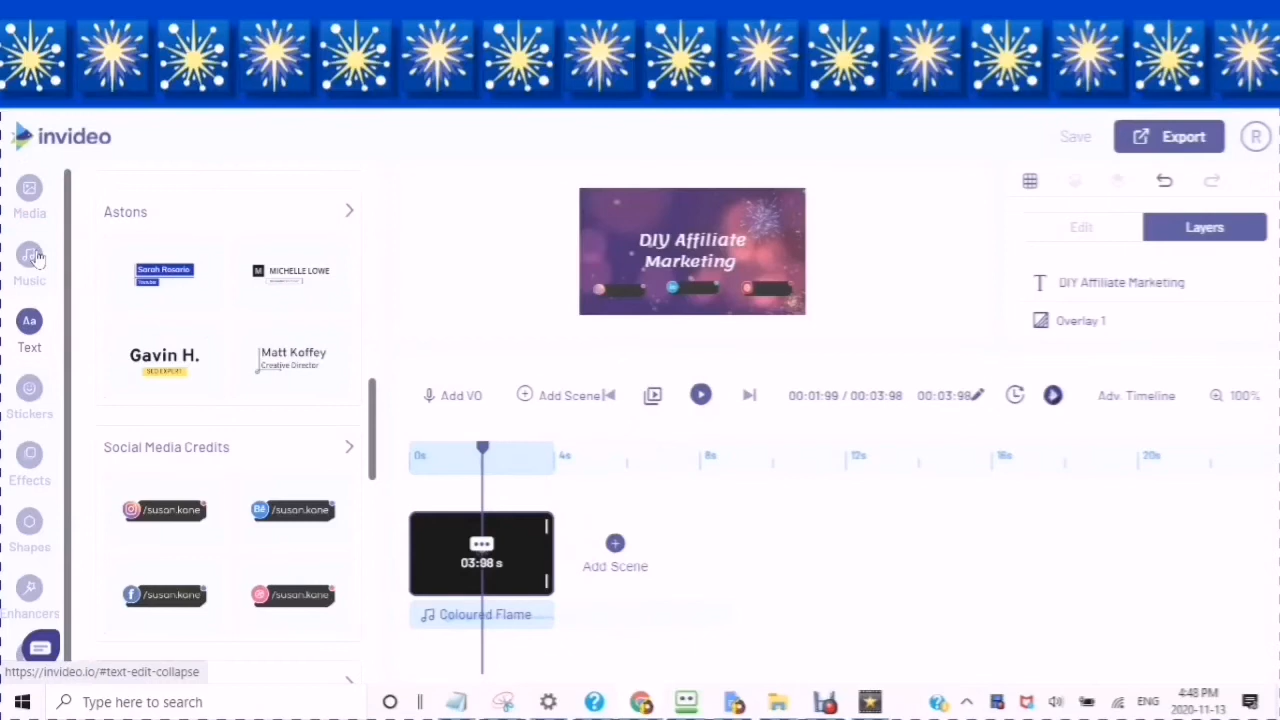 invideo
Save
Export
R
Media
Music
Text
Stickers
Effects
Shapes
Enhancers
Astons
Sarah Rosario
M MICHELLE LOWE
Gavin H.
SEO EXPERT
Matt Koffey
Creative Director
Social Media Credits
/susan.kane
Bē /susan.kane
/susan.kane
/susan.kane
DIY Affiliate
Marketing
Edit
Layers
DIY Affiliate Marketing
Overlay 1
Add VO
Add Scene
00:01:99 / 00:03:98
00:03:98
Adv. Timeline
100%
0s
4s
8s
12s
16s
20s
03:98 s
Add Scene
Coloured Flame
https://invideo.io/#text-edit-collapse
Type here to search
ENG
4:48 PM
2020-11-13